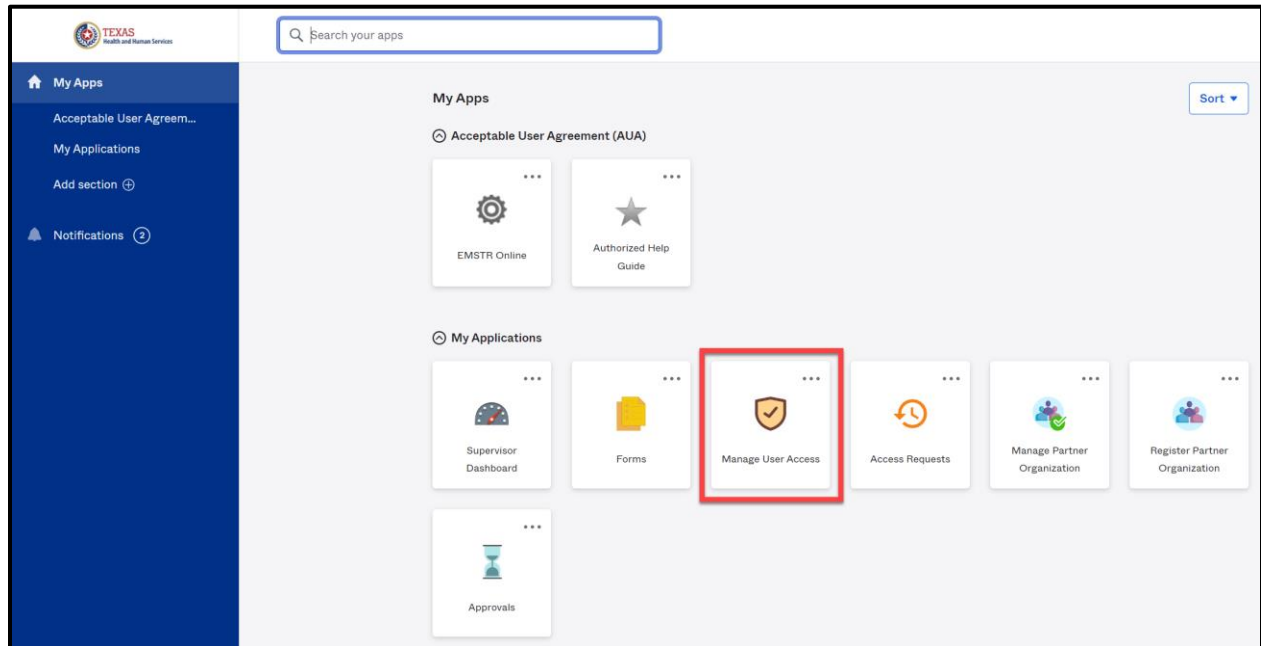 TEXAS
Health and Human Services
Search your apps
My Apps
Acceptable User Agreem...
My Applications
Add section
Notifications 2
My Apps
Sort
Acceptable User Agreement (AUA)
EMSTR Online
Authorized Help
Guide
My Applications
Supervisor
Dashboard
Forms
Manage User Access
Access Requests
Manage Partner
Organization
Register Partner
Organization
Approvals